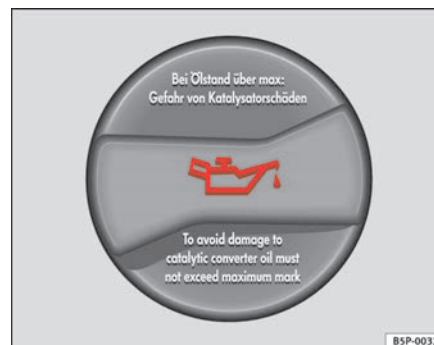 Bei Ölstand über max:
Gefahr von Katalysatorschäden
To avoid damage to
catalytic converter oil must
not exceed maximum mark
B5P-0033